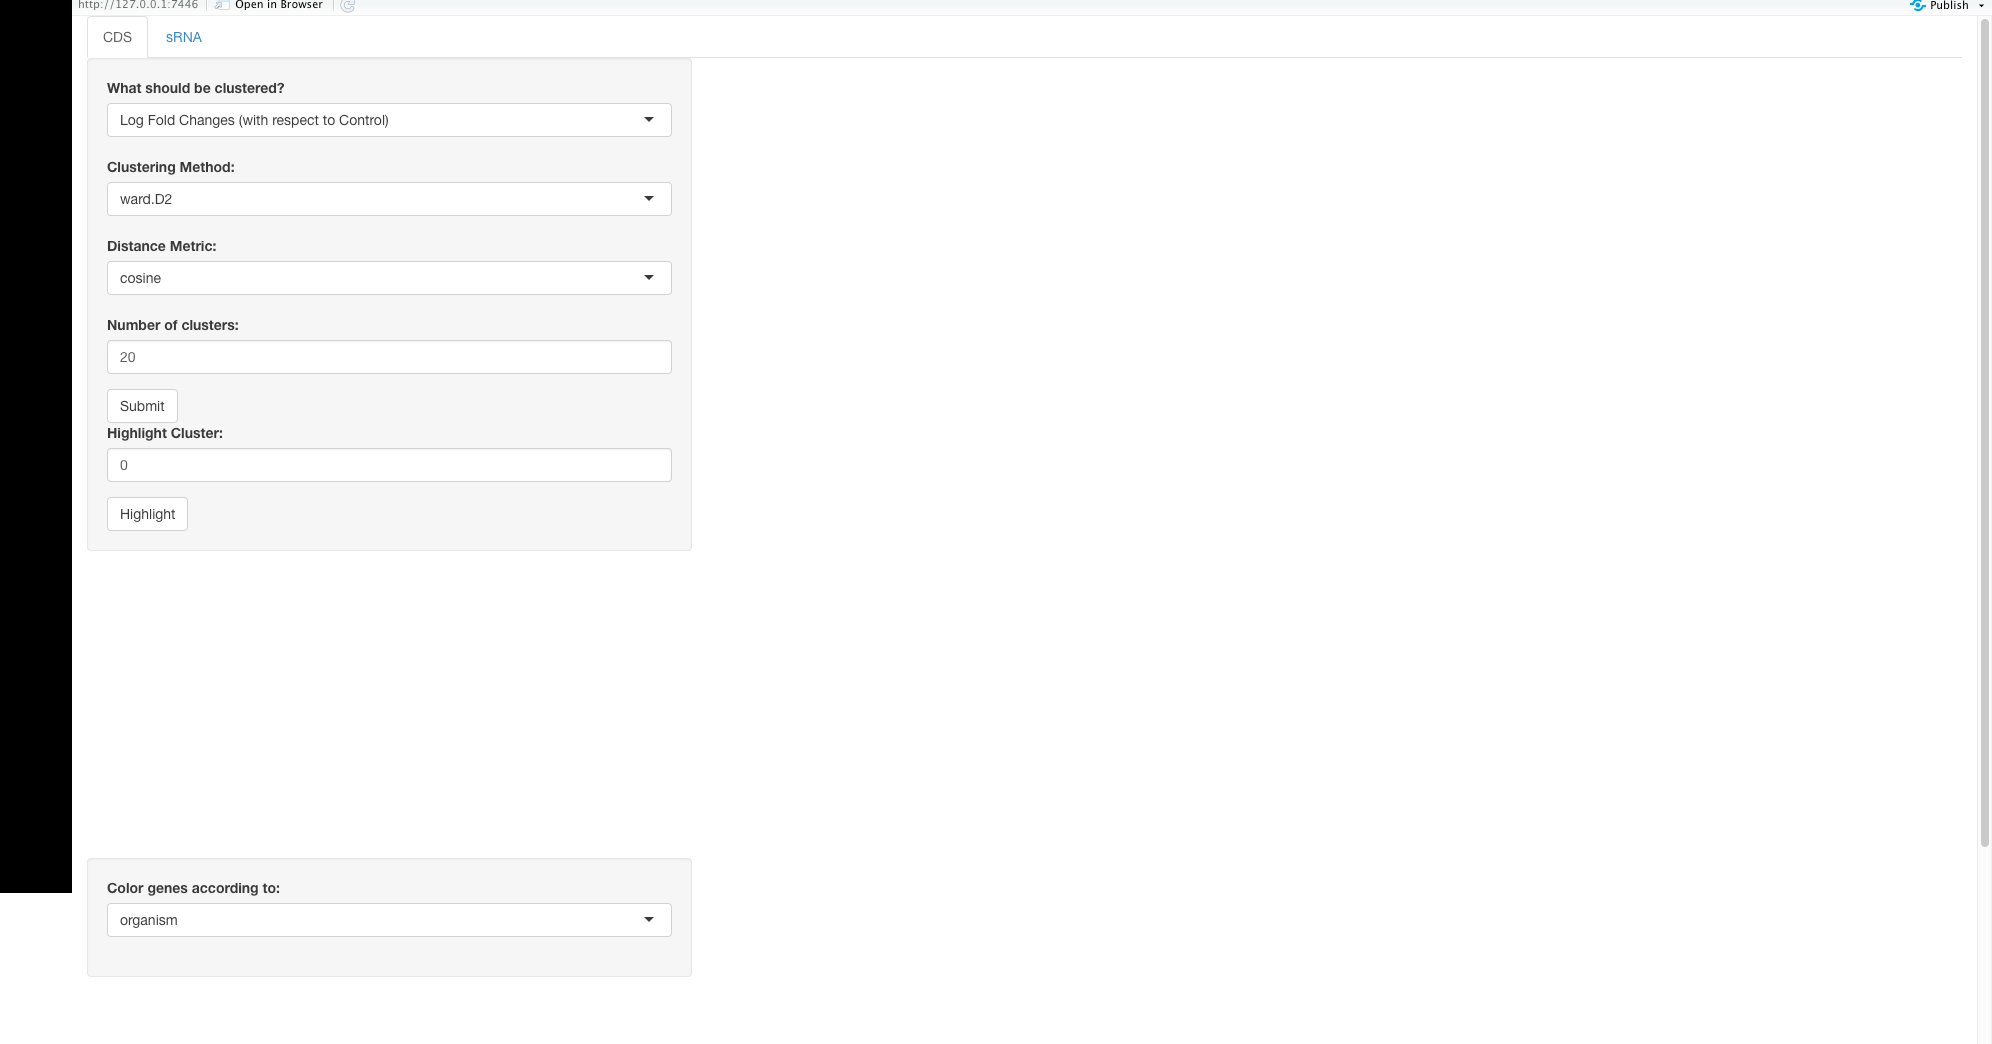 http://127.0.0.1:7446 Open in Browser Publish
CDS sRNA
What should be clustered?
Log Fold Changes (with respect to Control)
Clustering Method:
ward.D2
Distance Metric:
cosine
Number of clusters:
20
Submit
Highlight Cluster:
0
Highlight
Color genes according to:
organism